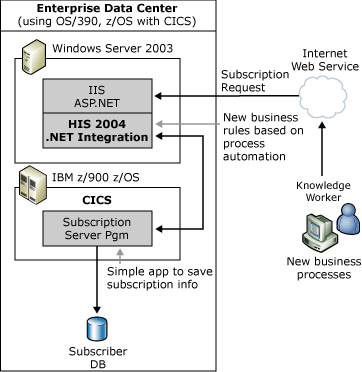 Enterprise Data Center
(using OS/390, z/OS with CICS)
Windows Server 2003
IIS
ASP.NET
HIS 2004
.NET Integration
IBM z/900 z/OS
CICS
Subscription
Server Pgm
Simple app to save
subscription info
Subscriber
DB
Subscription
Request
Internet
Web Service
New business
rules based on
process
automation
Knowledge
Worker
New business
processes